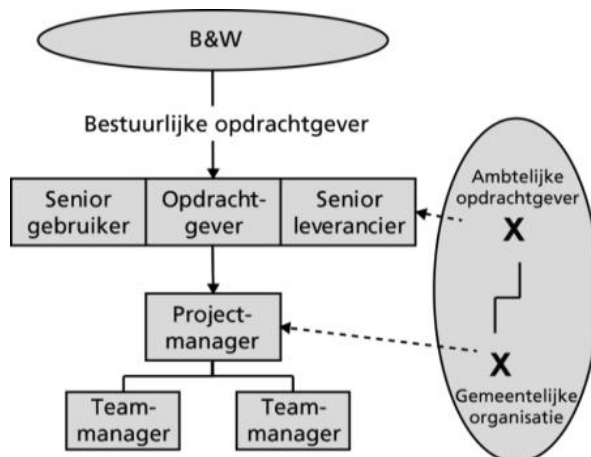 B&W
Bestuurlijke opdrachtgever
Senior
gebruiker
Opdracht-
gever
Senior
leverancier
Ambtelijke
opdrachtgever
X
Project-
manager
X
Gemeentelijke
organisatie
Team-
manager
Team-
manager